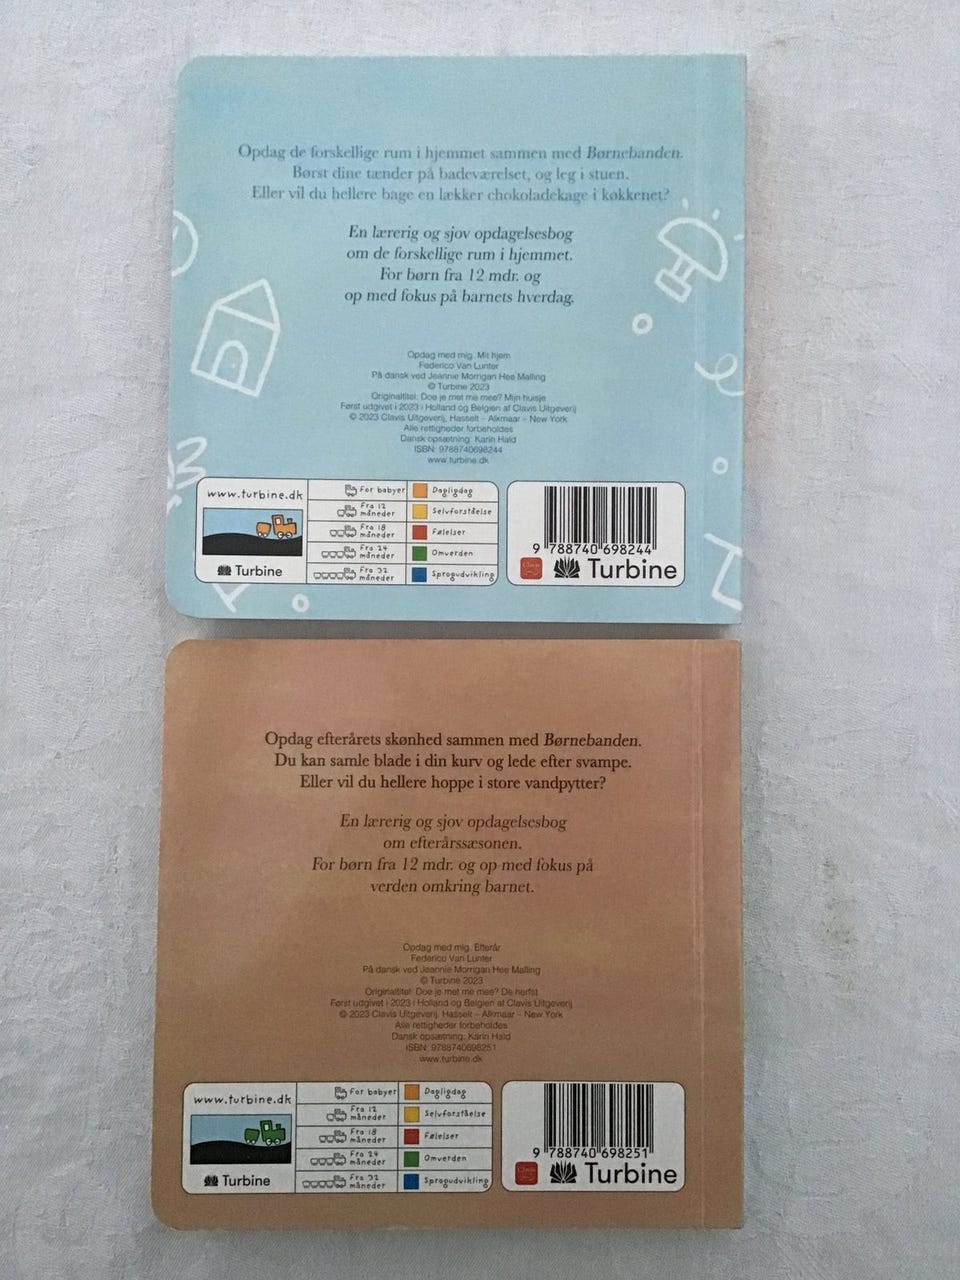 Opdag de forskellige rum i hjemmet sammen med Børnebanden.
Børst dine tænder på badeværelset, og leg i stuen.
Eller vil du hellere bage en lækker chokoladekage i køkkenet?
En lærerig og sjov opdagelsesbog
om de forskellige rum i hjemmet.
For børn fra 12 mdr. og
op med fokus på barnets hverdag.
Opdag med mig. Mit hjem
Federico Van Lunter
På dansk ved Jeannie Morrigan Hee Malling
© Turbine 2023
Originaltitel: Doe je met me mee? Mijn huisje
Først udgivet i 2023 i Holland og Belgien af Clavis Uitgeverij
© 2023 Clavis Uitgeverij, Hasselt – Alkmaar – New York
Alle rettigheder forbeholdes
Dansk opsætning: Karin Hald
ISBN: 9788740698244
www.turbine.dk
www.turbine.dk
Turbine
For babyer
Fra 12 måneder
Fra 18 måneder
Fra 24 måneder
Fra 32 måneder
Dagligdag
Selvforståelse
Følelser
Omverden
Sprogudvikling
9 788740 698244
Clavis
Turbine
Opdag efterårets skønhed sammen med Børnebanden.
Du kan samle blade i din kurv og lede efter svampe.
Eller vil du hellere hoppe i store vandpytter?
En lærerig og sjov opdagelsesbog
om efterårssæsonen.
For børn fra 12 mdr. og op med fokus på
verden omkring barnet.
Opdag med mig. Efterår
Federico Van Lunter
På dansk ved Jeannie Morrigan Hee Malling
© Turbine 2023
Originaltitel: Doe je met me mee? De herfst
Først udgivet i 2023 i Holland og Belgien af Clavis Uitgeverij
© 2023 Clavis Uitgeverij, Hasselt – Alkmaar – New York
Alle rettigheder forbeholdes
Dansk opsætning: Karin Hald
ISBN: 9788740698251
www.turbine.dk
www.turbine.dk
Turbine
For babyer
Fra 12 måneder
Fra 18 måneder
Fra 24 måneder
Fra 32 måneder
Dagligdag
Selvforståelse
Følelser
Omverden
Sprogudvikling
9 788740 698251
Clavis
Turbine